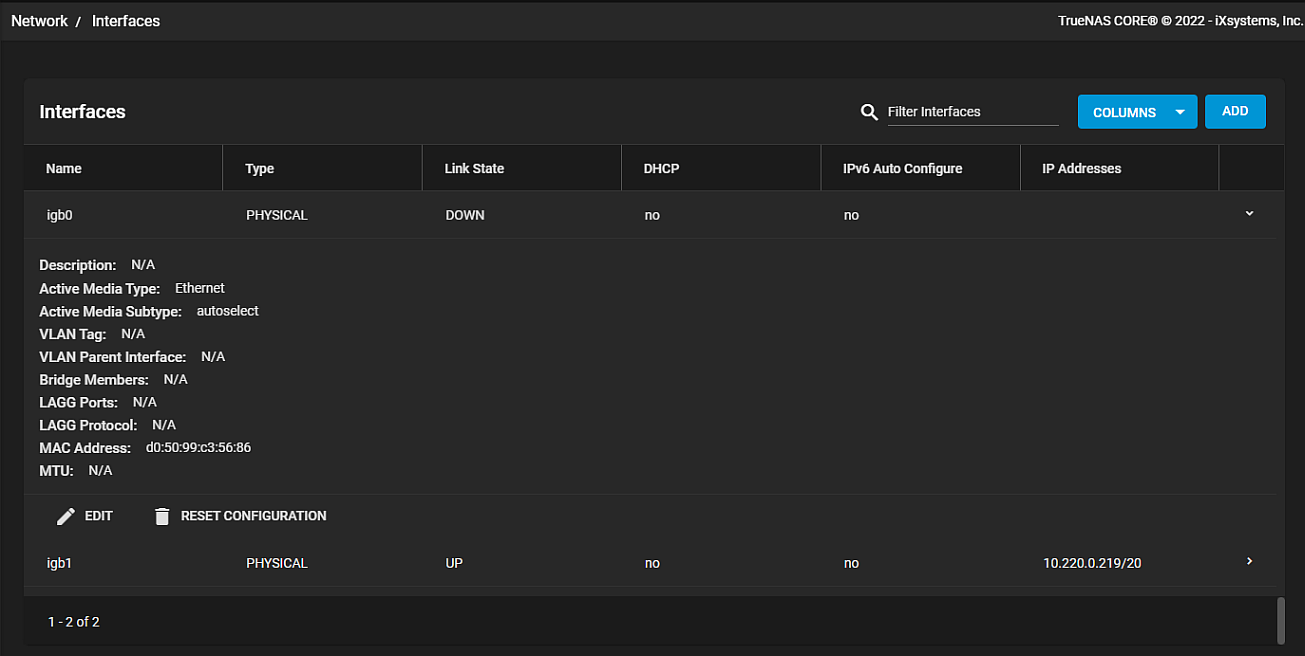 Network / Interfaces TrueNAS CORE® © 2022 - iXsystems, Inc.
Interfaces Filter Interfaces COLUMNS ADD
Name Type Link State DHCP IPv6 Auto Configure IP Addresses
igb0 PHYSICAL DOWN no no
Description: N/A
Active Media Type: Ethernet
Active Media Subtype: autoselect
VLAN Tag: N/A
VLAN Parent Interface: N/A
Bridge Members: N/A
LAGG Ports: N/A
LAGG Protocol: N/A
MAC Address: d0:50:99:c3:56:86
MTU: N/A
EDIT RESET CONFIGURATION
igb1 PHYSICAL UP no no 10.220.0.219/20
1 - 2 of 2